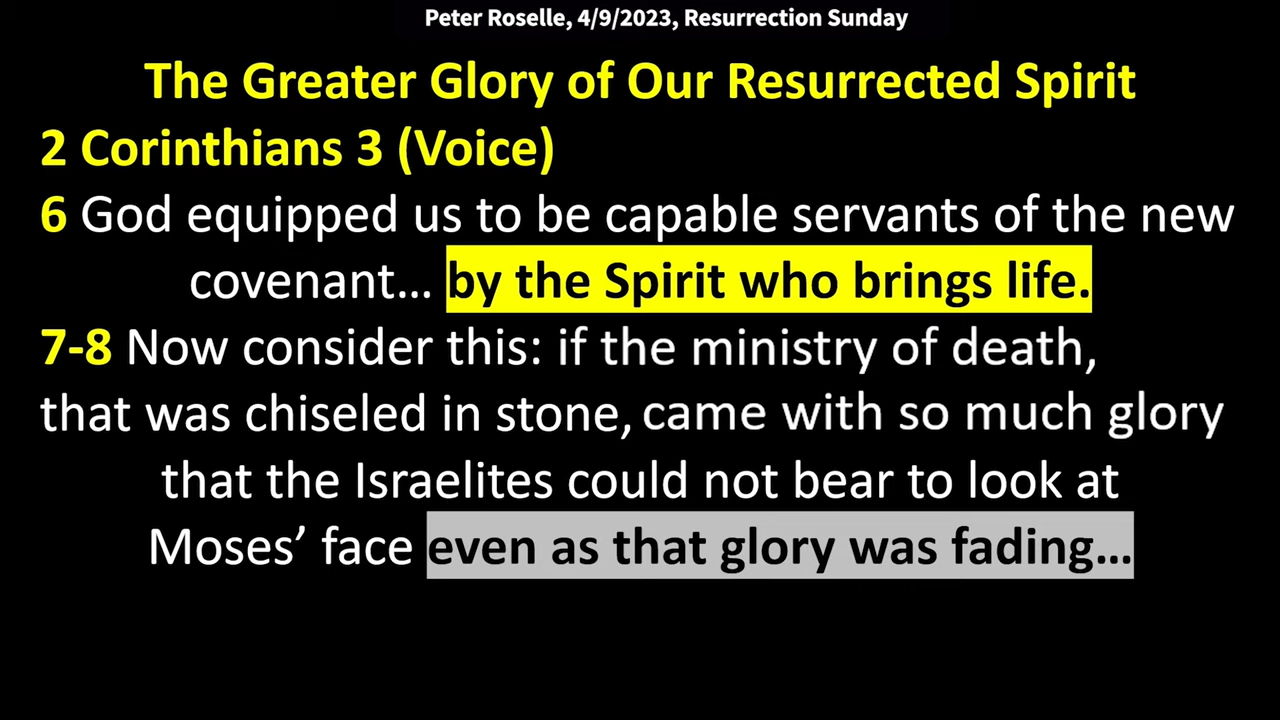 Peter Roselle, 4/9/2023, Resurrection Sunday
The Greater Glory of Our Resurrected Spirit
2 Corinthians 3 (Voice)
6 God equipped us to be capable servants of the new
covenant… by the Spirit who brings life.
7-8 Now consider this: if the ministry of death,
that was chiseled in stone, came with so much glory
that the Israelites could not bear to look at
Moses’ face even as that glory was fading…